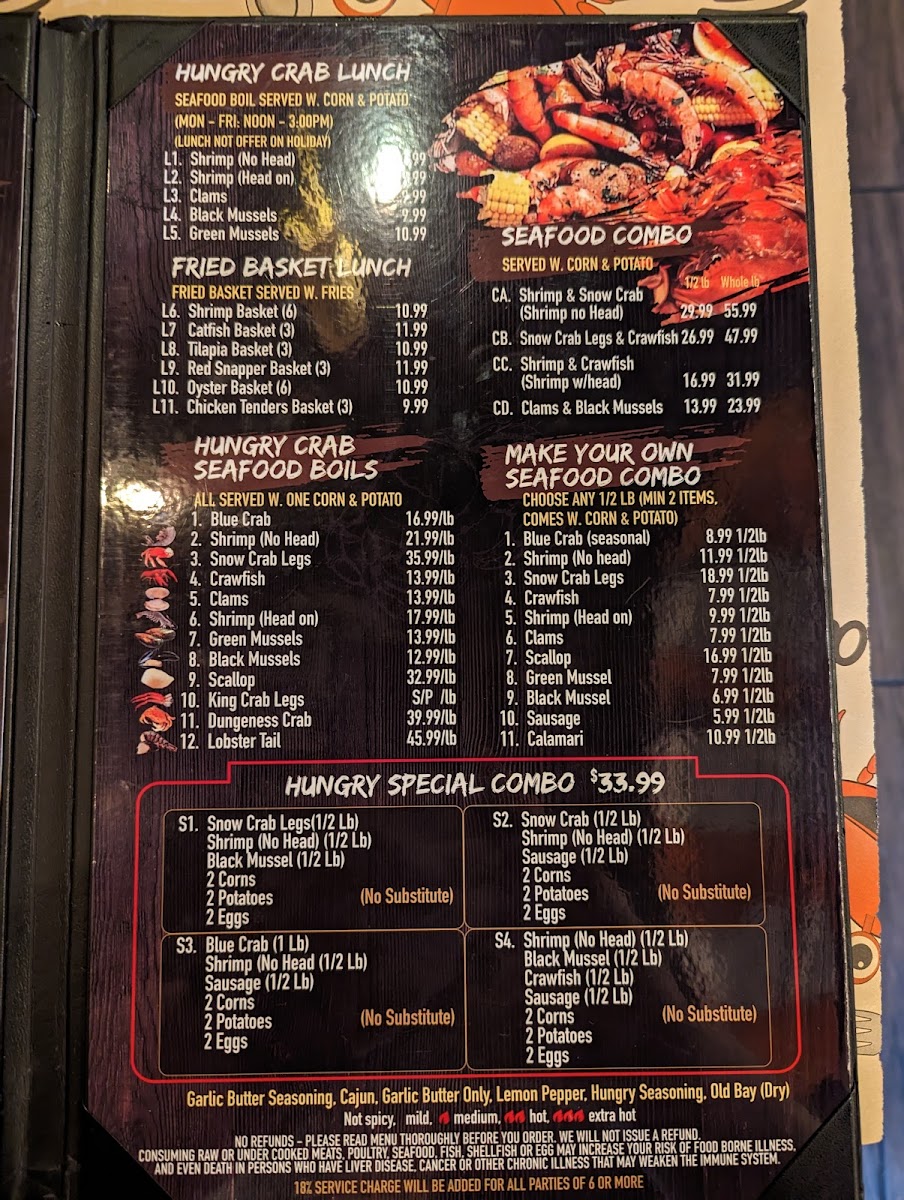 HUNGRY CRAB LUNCH
SEAFOOD BOIL SERVED W. CORN & POTATO
(MON - FRI: NOON - 3:00PM)
(LUNCH NOT OFFER ON HOLIDAY)
L1. Shrimp (No Head)
L2. Shrimp (Head on)
L3. Clams
L4. Black Mussels 9.99
L5. Green Mussels 10.99
FRIED BASKET LUNCH
FRIED BASKET SERVED W. FRIES
L6. Shrimp Basket (6) 10.99
L7 Catfish Basket (3) 11.99
L8. Tilapia Basket (3) 10.99
L9. Red Snapper Basket (3) 11.99
L10. Oyster Basket (6) 10.99
L11. Chicken Tenders Basket (3) 9.99
SEAFOOD COMBO
SERVED W. CORN & POTATO
1/2 lb Whole lb
CA. Shrimp & Snow Crab
(Shrimp no Head) 29.99 55.99
CB. Snow Crab Legs & Crawfish 26.99 47.99
CC. Shrimp & Crawfish
(Shrimp w/head) 16.99 31.99
CD. Clams & Black Mussels 13.99 23.99
HUNGRY CRAB
SEAFOOD BOILS
ALL SERVED W. ONE CORN & POTATO
1. Blue Crab 16.99/lb
2. Shrimp (No Head) 21.99/lb
3. Snow Crab Legs 35.99/lb
4. Crawfish 13.99/lb
5. Clams 13.99/lb
6. Shrimp (Head on) 17.99/lb
7. Green Mussels 13.99/lb
8. Black Mussels 12.99/lb
9. Scallop 32.99/lb
10. King Crab Legs S/P /lb
11. Dungeness Crab 39.99/lb
12. Lobster Tail 45.99/lb
MAKE YOUR OWN
SEAFOOD COMBO
CHOOSE ANY 1/2 LB (MIN 2 ITEMS,
COMES W. CORN & POTATO)
1. Blue Crab (seasonal) 8.99 1/2lb
2. Shrimp (No head) 11.99 1/2lb
3. Snow Crab Legs 18.99 1/2lb
4. Crawfish 7.99 1/2lb
5. Shrimp (Head on) 9.99 1/2lb
6. Clams 7.99 1/2lb
7. Scallop 16.99 1/2lb
8. Green Mussel 7.99 1/2lb
9. Black Mussel 6.99 1/2lb
10. Sausage 5.99 1/2lb
11. Calamari 10.99 1/2lb
HUNGRY SPECIAL COMBO $33.99
S1. Snow Crab Legs(1/2 Lb)
Shrimp (No Head) (1/2 Lb)
Black Mussel (1/2 Lb)
2 Corns
2 Potatoes (No Substitute)
2 Eggs
S2. Snow Crab (1/2 Lb)
Shrimp (No Head) (1/2 Lb)
Sausage (1/2 Lb)
2 Corns
2 Potatoes (No Substitute)
2 Eggs
S3. Blue Crab (1 Lb)
Shrimp (No Head (1/2 Lb)
Sausage (1/2 Lb)
2 Corns
2 Potatoes (No Substitute)
2 Eggs
S4. Shrimp (No Head) (1/2 Lb)
Black Mussel (1/2 Lb)
Crawfish (1/2 Lb)
Sausage (1/2 Lb)
2 Corns (No Substitute)
2 Potatoes
2 Eggs
Garlic Butter Seasoning, Cajun, Garlic Butter Only, Lemon Pepper, Hungry Seasoning, Old Bay (Dry)
Not spicy, mild, medium, hot, extra hot
NO REFUNDS - PLEASE READ MENU THOROUGHLY BEFORE YOU ORDER. WE WILL NOT ISSUE A REFUND.
CONSUMING RAW OR UNDER COOKED MEATS, POULTRY, SEAFOOD, FISH, SHELLFISH OR EGG MAY INCREASE YOUR RISK OF FOOD BORNE ILLNESS,
AND EVEN DEATH IN PERSONS WHO HAVE LIVER DISEASE, CANCER OR OTHER CHRONIC ILLNESS THAT MAY WEAKEN THE IMMUNE SYSTEM.
18% SERVICE CHARGE WILL BE ADDED FOR ALL PARTIES OF 6 OR MORE